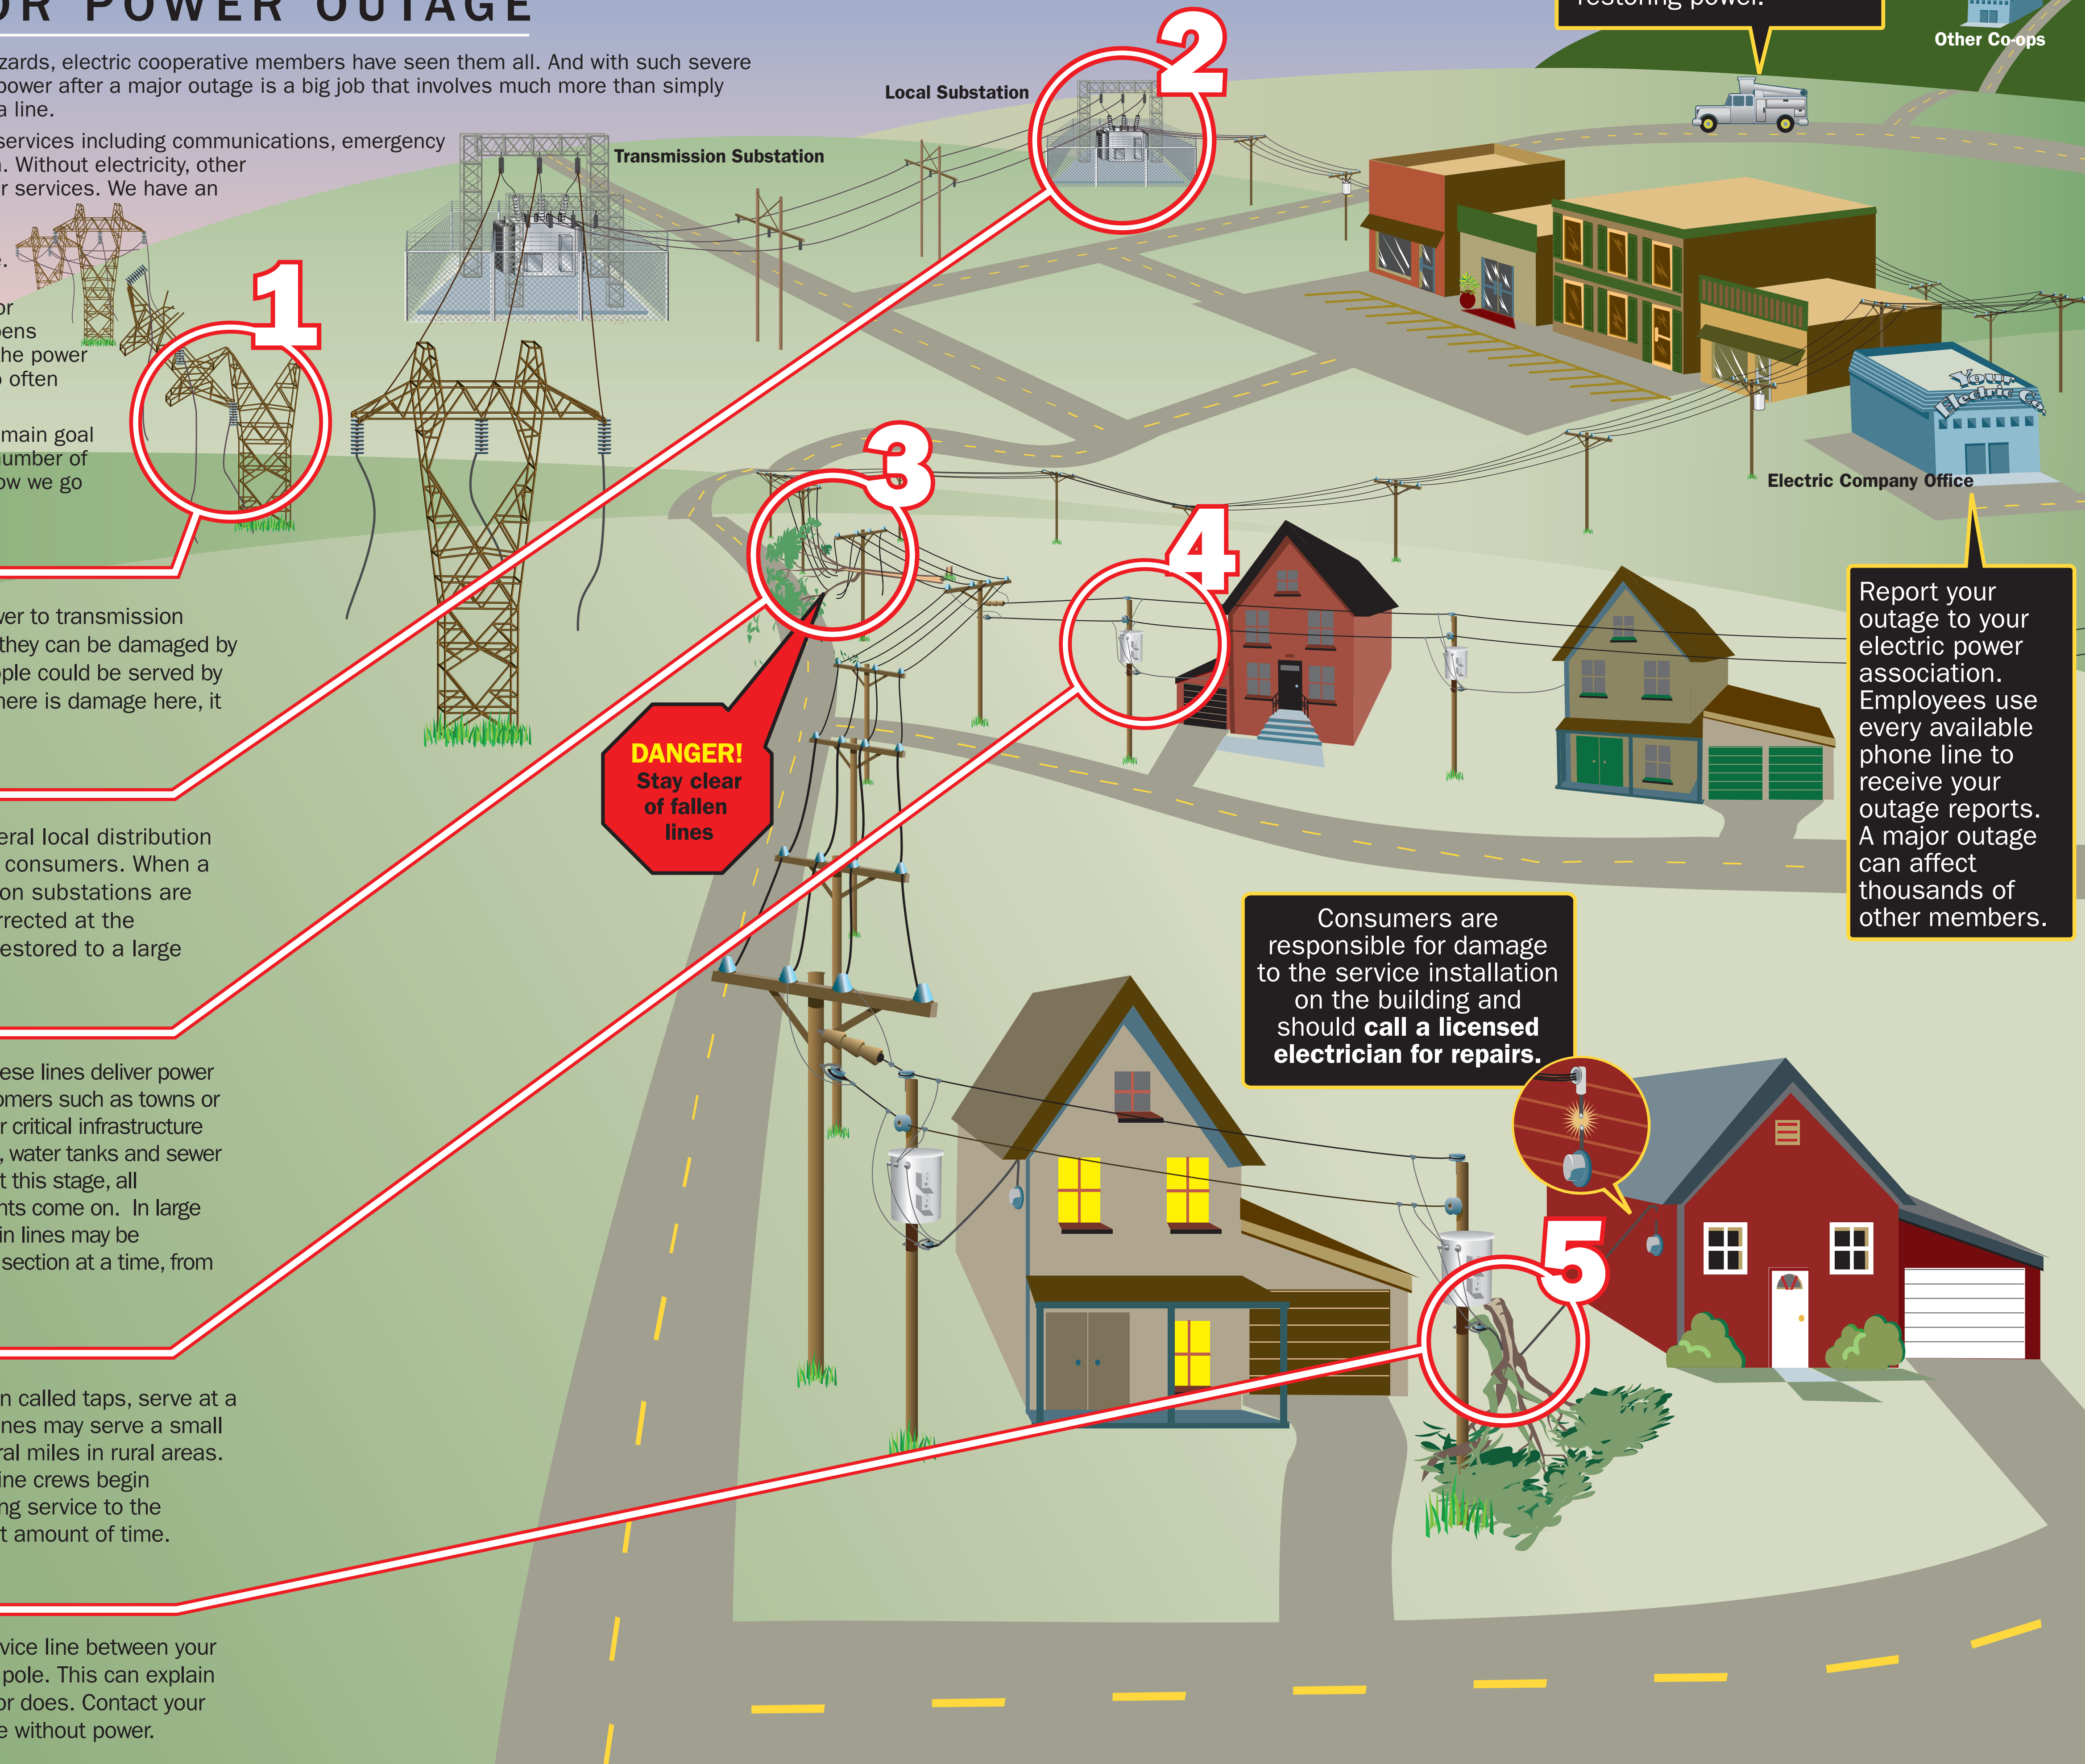 OR POWER OUTAGE
zards, electric cooperative members have seen them all. And with such severe
power after a major outage is a big job that involves much more than simply
a line.
services including communications, emergency
. Without electricity, other
r services. We have an
e.
or
pens
the power
o often
main goal
number of
ow we go
restoring power.
Other Co-ops
Local Substation
2
Transmission Substation
1
Your
Electric Co.
Electric Company Office
3
4
wer to transmission
they can be damaged by
ople could be served by
here is damage here, it
DANGER!
Stay clear
of fallen
lines
Report your
outage to your
electric power
association.
Employees use
every available
phone line to
receive your
outage reports.
A major outage
can affect
thousands of
other members.
eral local distribution
consumers. When a
on substations are
rrected at the
estored to a large
Consumers are
responsible for damage
to the service installation
on the building and
should call a licensed
electrician for repairs.
ese lines deliver power
omers such as towns or
r critical infrastructure
, water tanks and sewer
t this stage, all
nts come on. In large
in lines may be
section at a time, from
5
n called taps, serve at a
ines may serve a small
ral miles in rural areas.
ine crews begin
ng service to the
t amount of time.
vice line between your
pole. This can explain
or does. Contact your
e without power.